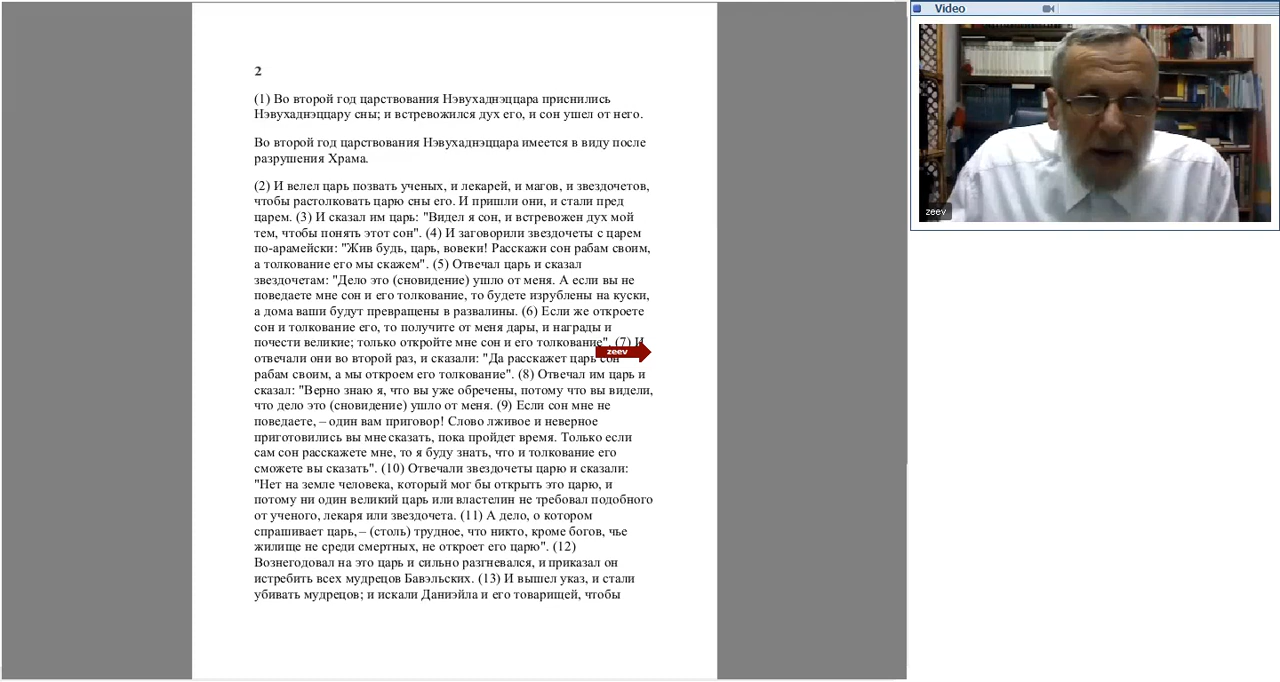 2
(1) Во второй год царствования Нэвухаднэццара приснились
Нэвухаднэццару сны; и встревожился дух его, и сон ушел от него.
Во второй год царствования Нэвухаднэццара имеется в виду после
разрушения Храма.
(2) И велел царь позвать ученых, и лекарей, и магов, и звездочетов,
чтобы растолковать царю сны его. И пришли они, и стали пред
царем. (3) И сказал им царь: "Видел я сон, и встревожен дух мой
тем, чтобы понять этот сон". (4) И заговорили звездочеты с царем
по-арамейски: "Жив будь, царь, вовеки! Расскажи сон рабам своим,
а толкование его мы скажем". (5) Отвечал царь и сказал
звездочетам: "Дело это (сновидение) ушло от меня. А если вы не
поведаете мне сон и его толкование, то будете изрублены на куски,
а дома ваши будут превращены в развалины. (6) Если же откроете
сон и толкование его, то получите от меня дары, и награды и
почести великие; только откройте мне сон и его толкование". (7) И
отвечали они во второй раз, и сказали: "Да расскажет царь сон
рабам своим, а мы откроем его толкование". (8) Отвечал им царь и
сказал: "Верно знаю я, что вы уже обречены, потому что вы видели,
что дело это (сновидение) ушло от меня. (9) Если сон мне не
поведаете, – один вам приговор! Слово лживое и неверное
приготовились вы мне сказать, пока пройдет время. Только если
сам сон расскажете мне, то я буду знать, что и толкование его
сможете вы сказать". (10) Отвечали звездочеты царю и сказали:
"Нет на земле человека, который мог бы открыть это царю, и
потому ни один великий царь или властелин не требовал подобного
от ученого, лекаря или звездочета. (11) А дело, о котором
спрашивает царь, – (столь) трудное, что никто, кроме богов, чье
жилище не среди смертных, не откроет его царю". (12)
Вознегодовал на это царь и сильно разгневался, и приказал он
истребить всех мудрецов Бавэльских. (13) И вышел указ, и стали
убивать мудрецов; и искали Даниэйла и его товарищей, чтобы
zeev
Video
zeev